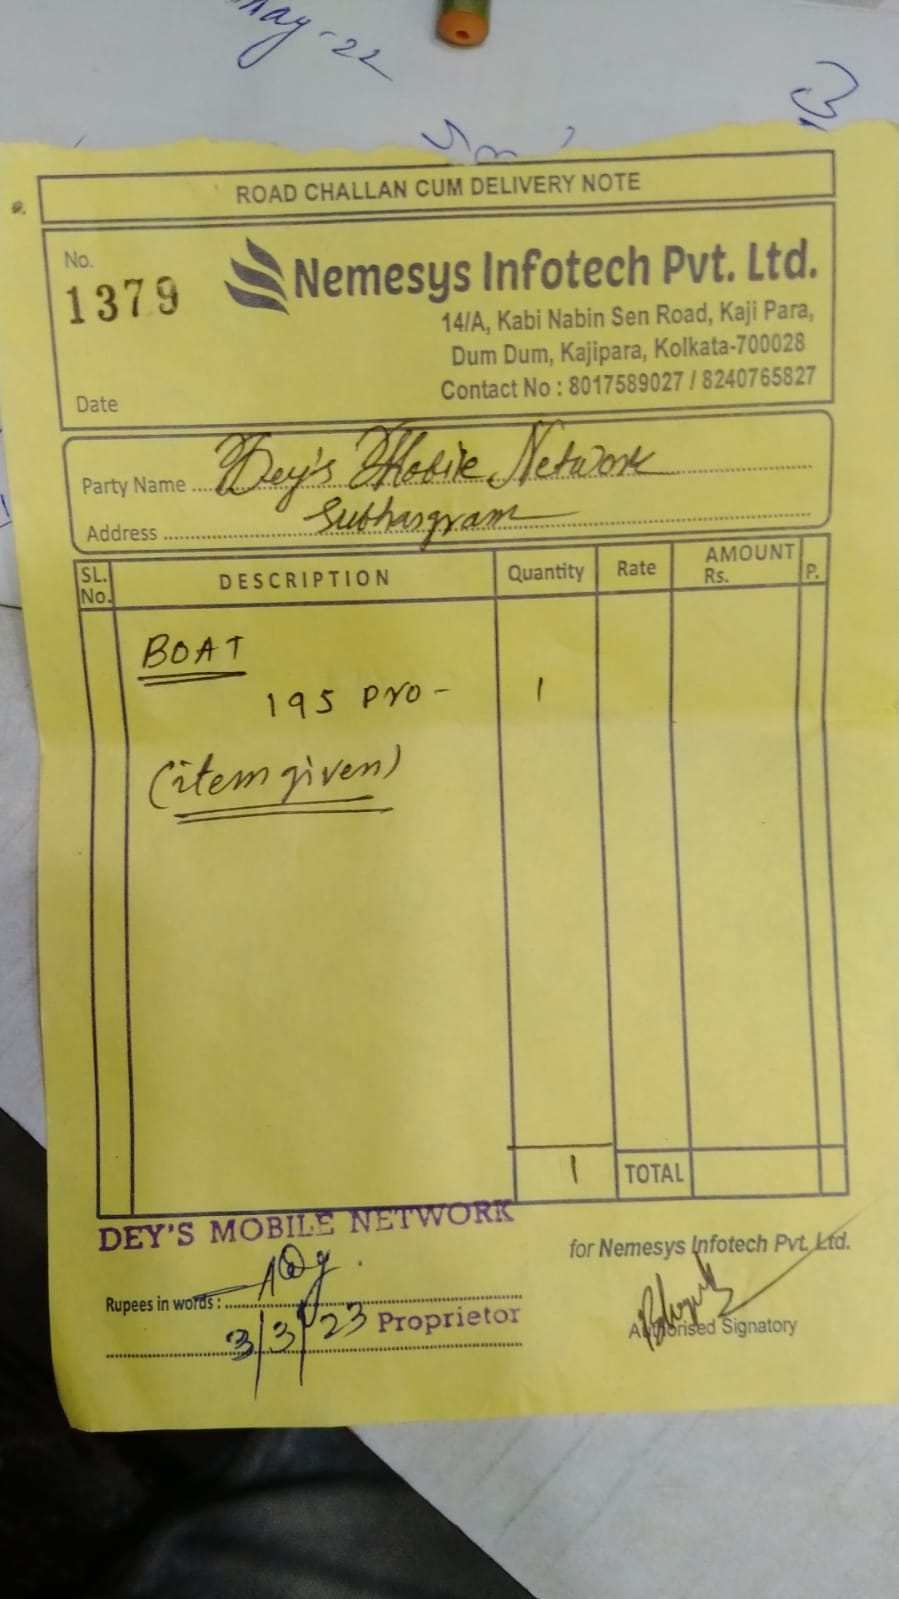 May-22
ROAD CHALLAN CUM DELIVERY NOTE
No.
1379
Nemesys Infotech Pvt. Ltd.
14/A, Kabi Nabin Sen Road, Kaji Para,
Dum Dum, Kajipara, Kolkata-700028
Contact No : 8017589027 / 8240765827
Date
Party Name Dey's Mobile Network
Address Subhasgram
SL. No. DESCRIPTION Quantity Rate AMOUNT Rs. P.
BOAT
195 PRO - 1
(item given)
1 TOTAL
DEY'S MOBILE NETWORK
for Nemesys Infotech Pvt. Ltd.
Rupees in words :
3/3/23 Proprietor
Authorised Signatory